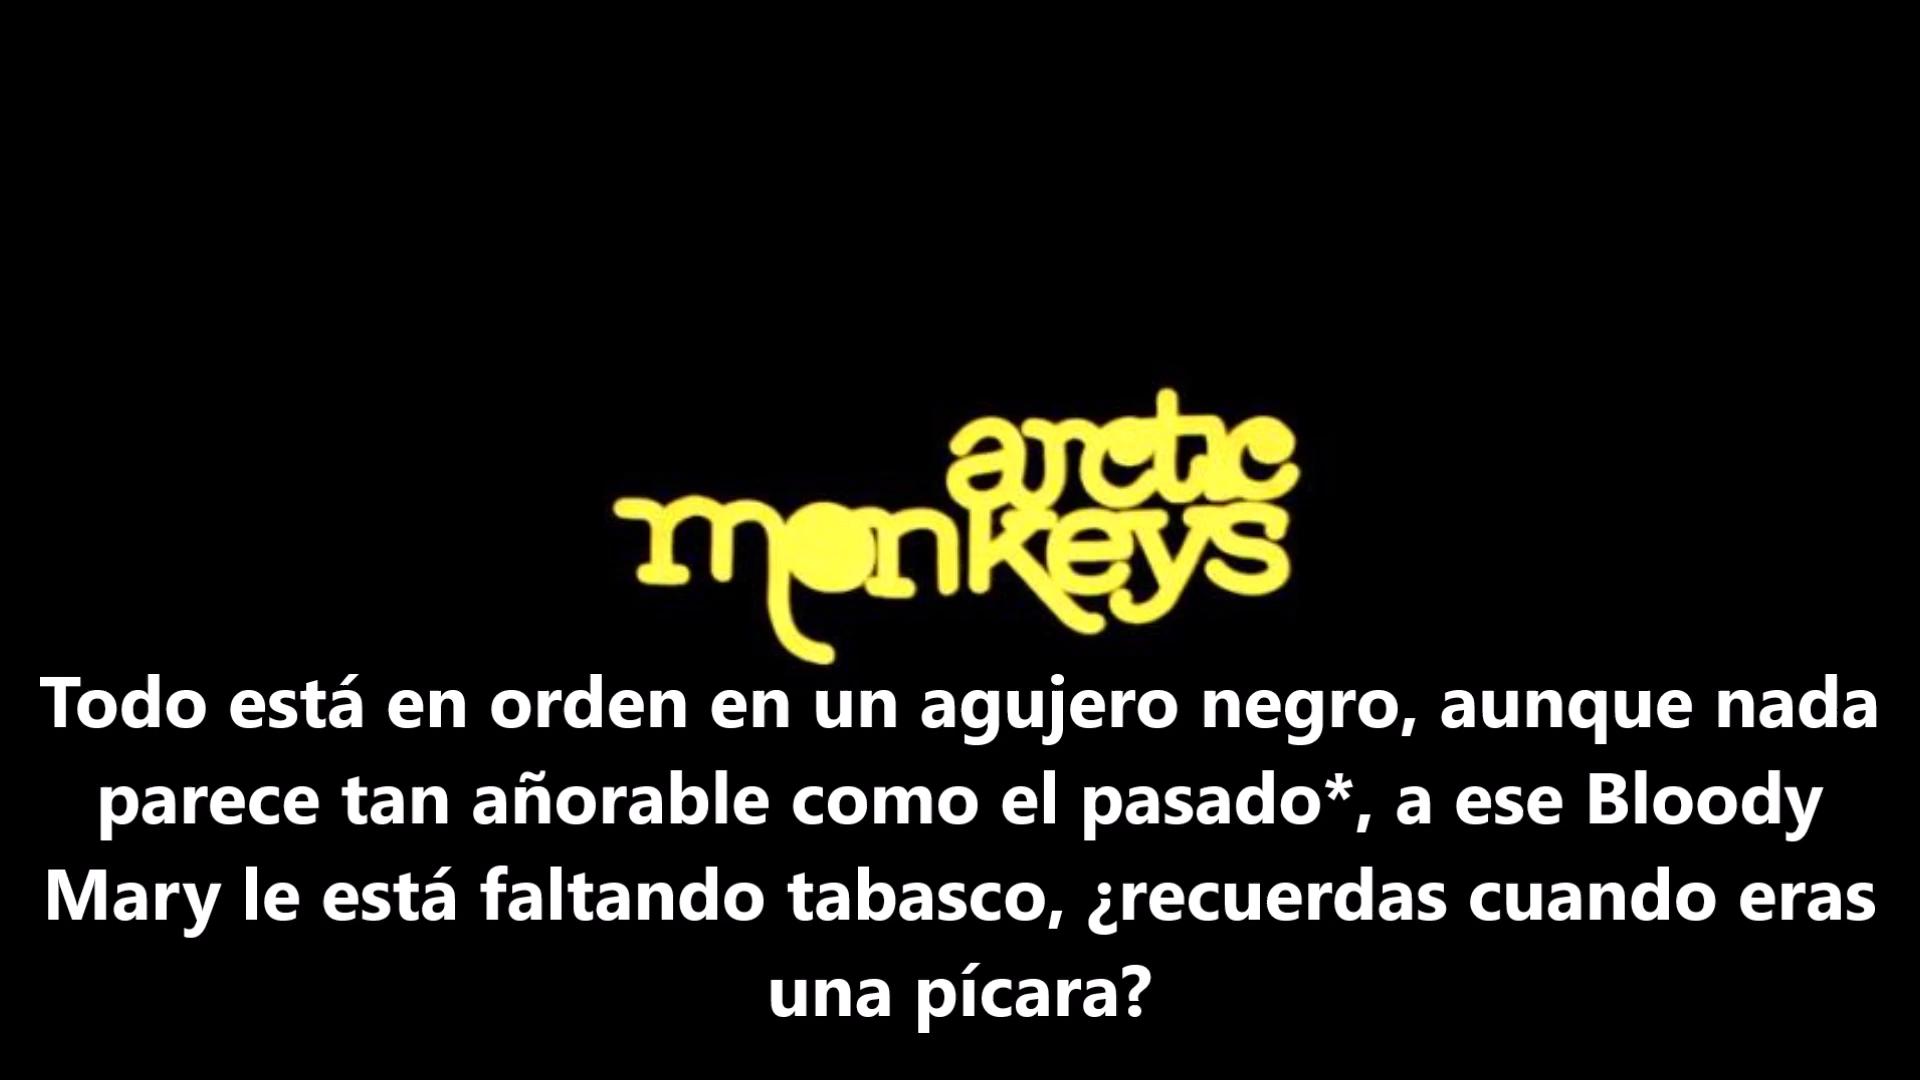 arctic
monkeys
Todo está en orden en un agujero negro, aunque nada
parece tan añorable como el pasado*, a ese Bloody
Mary le está faltando tabasco, ¿recuerdas cuando eras
una pícara?